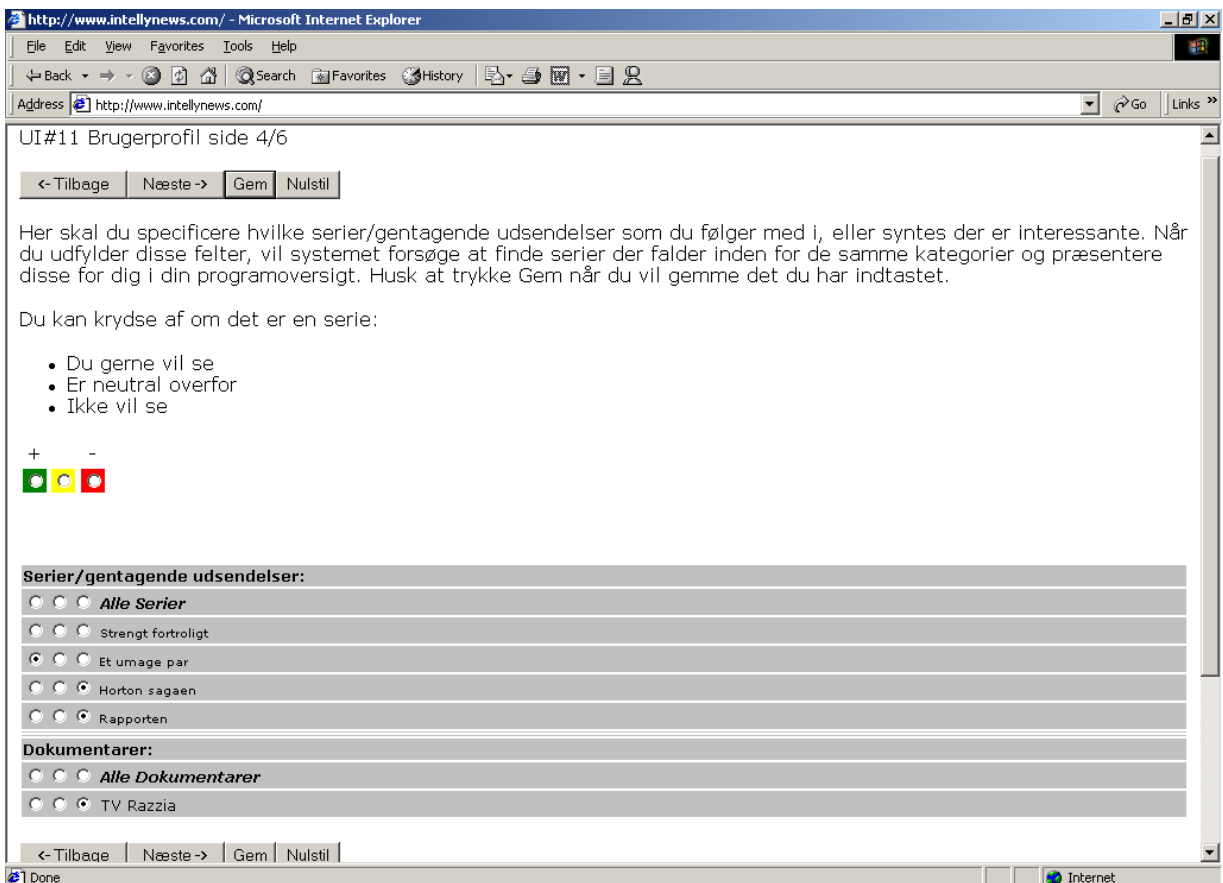 http://www.intellynews.com/ - Microsoft Internet Explorer
File Edit View Favorites Tools Help
Back Search Favorites History
Address http://www.intellynews.com/ Go Links »
UI#11 Brugerprofil side 4/6
<- Tilbage Næste -> Gem Nulstil
Her skal du specificere hvilke serier/gentagende udsendelser som du følger med i, eller syntes der er interessante. Når
du udfylder disse felter, vil systemet forsøge at finde serier der falder inden for de samme kategorier og præsentere
disse for dig i din programoversigt. Husk at trykke Gem når du vil gemme det du har indtastet.
Du kan krydse af om det er en serie:
• Du gerne vil se
• Er neutral overfor
• Ikke vil se
+ -
Serier/gentagende udsendelser:
Alle Serier
Strengt fortroligt
Et umage par
Horton sagaen
Rapporten
Dokumentarer:
Alle Dokumentarer
TV Razzia
<- Tilbage Næste -> Gem Nulstil
Done Internet